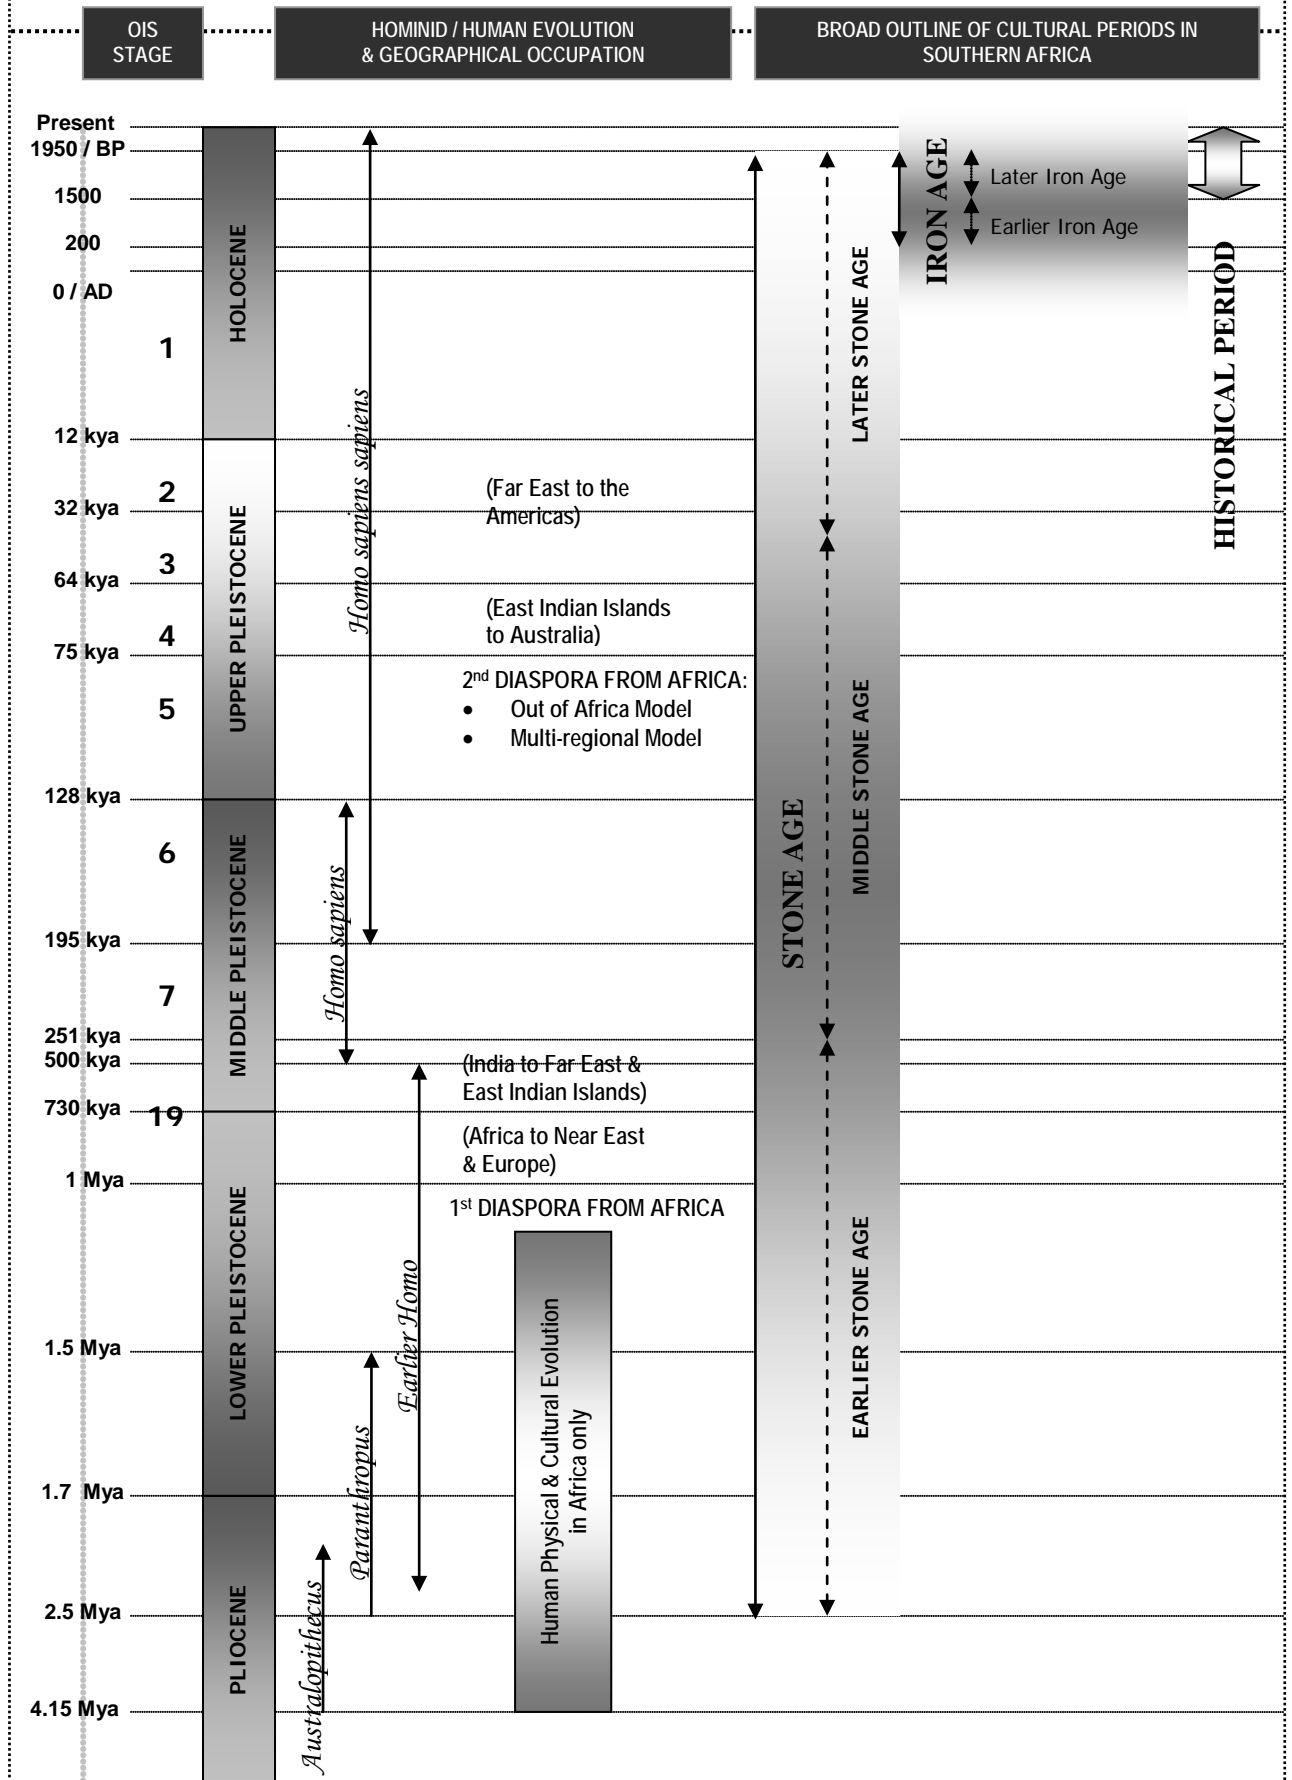 OIS
STAGE
HOMINID / HUMAN EVOLUTION
& GEOGRAPHICAL OCCUPATION
BROAD OUTLINE OF CULTURAL PERIODS IN
SOUTHERN AFRICA
Present
1950 / BP
1500
200
0 / AD
12 kya
32 kya
64 kya
75 kya
128 kya
195 kya
251 kya
500 kya
730 kya
1 Mya
1.5 Mya
1.7 Mya
2.5 Mya
4.15 Mya
1
2
3
4
5
6
7
19
HOLOCENE
UPPER PLEISTOCENE
MIDDLE PLEISTOCENE
LOWER PLEISTOCENE
PLIOCENE
Homo sapiens sapiens
Homo sapiens
Earlier Homo
Paranthropus
Australopithecus
(Far East to the
Americas)
(East Indian Islands
to Australia)
2nd DIASPORA FROM AFRICA:
• Out of Africa Model
• Multi-regional Model
(India to Far East &
East Indian Islands)
(Africa to Near East
& Europe)
1st DIASPORA FROM AFRICA
Human Physical & Cultural Evolution
in Africa only
STONE AGE
LATER STONE AGE
MIDDLE STONE AGE
EARLIER STONE AGE
IRON AGE
Later Iron Age
Earlier Iron Age
HISTORICAL PERIOD